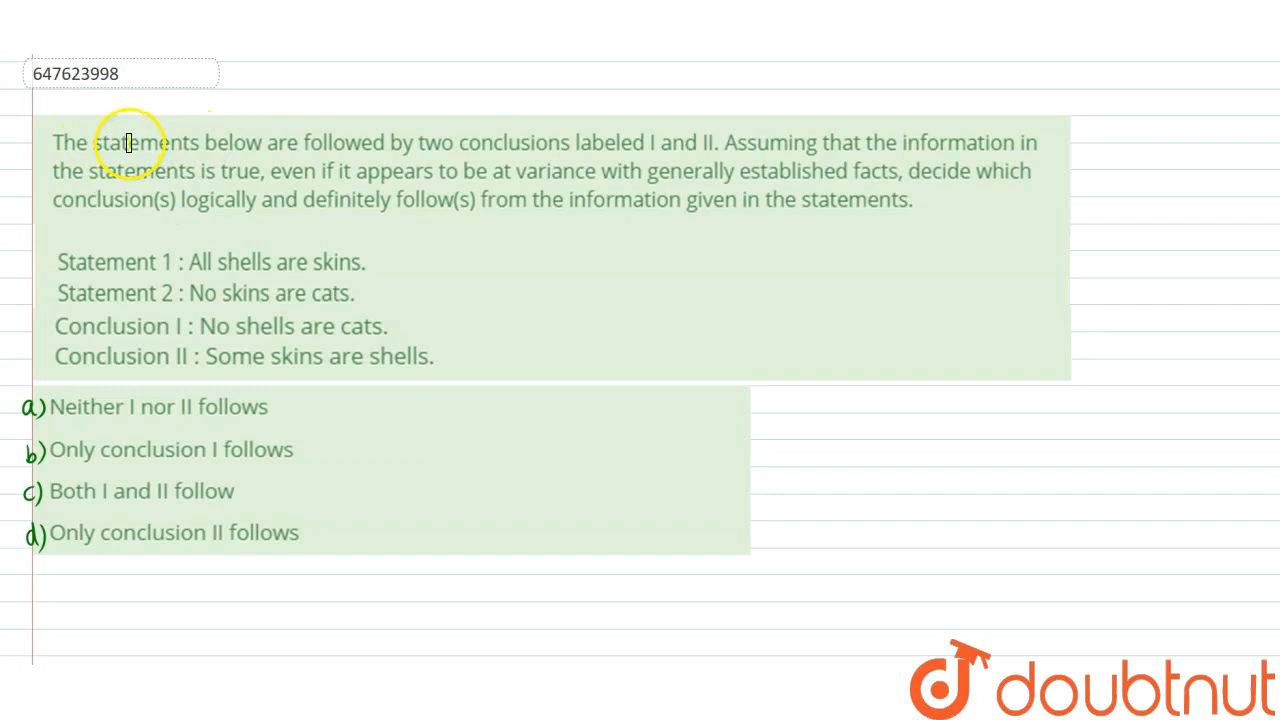 647623998
The statements below are followed by two conclusions labeled I and II. Assuming that the information in
the statements is true, even if it appears to be at variance with generally established facts, decide which
conclusion(s) logically and definitely follow(s) from the information given in the statements.
Statement 1 : All shells are skins.
Statement 2 : No skins are cats.
Conclusion I : No shells are cats.
Conclusion II : Some skins are shells.
a) Neither I nor II follows
b) Only conclusion I follows
c) Both I and II follow
d) Only conclusion II follows
doubtnut